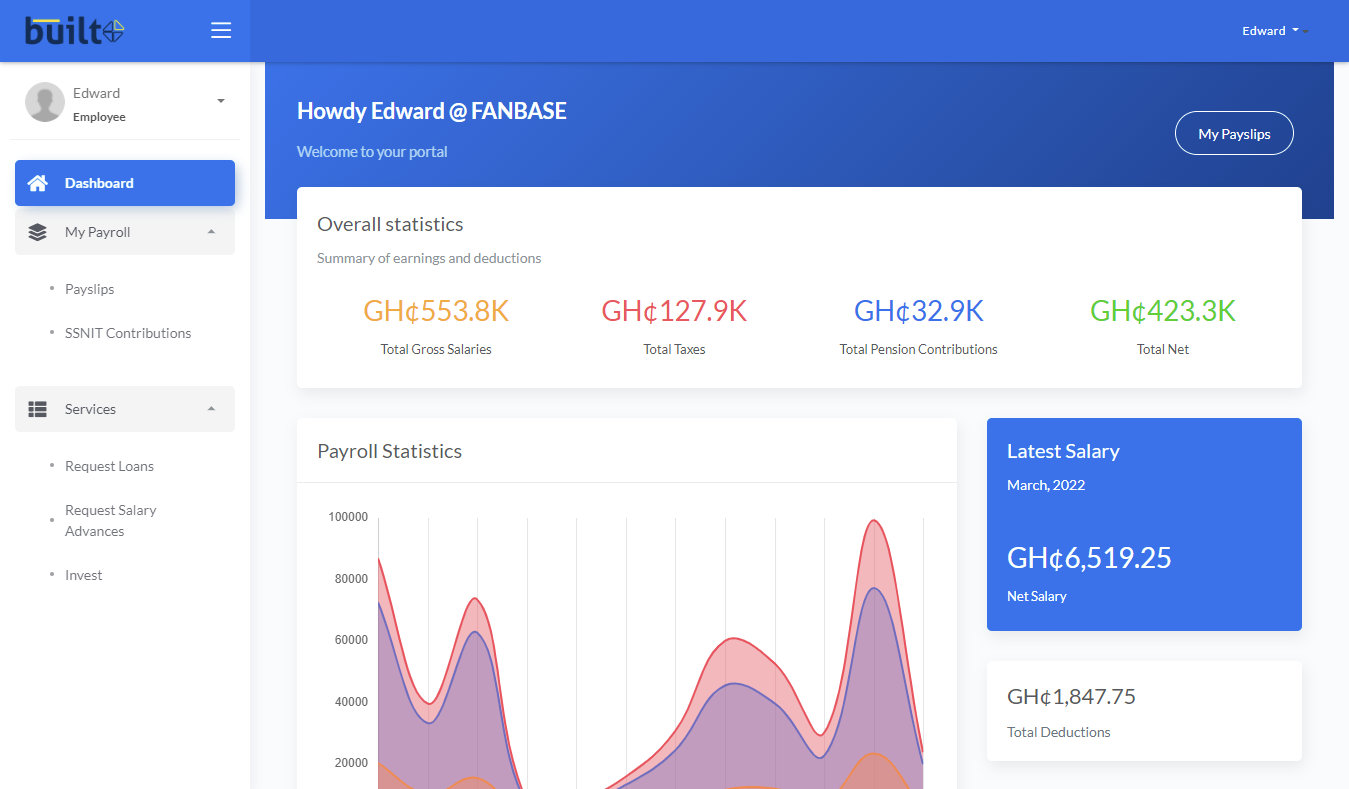 built
Edward
Edward
Employee
Dashboard
My Payroll
Payslips
SSNIT Contributions
Services
Request Loans
Request Salary
Advances
Invest
Howdy Edward @ FANBASE
Welcome to your portal
My Payslips
Overall statistics
Summary of earnings and deductions
GH¢553.8K
Total Gross Salaries
GH¢127.9K
Total Taxes
GH¢32.9K
Total Pension Contributions
GH¢423.3K
Total Net
Payroll Statistics
100000
80000
60000
40000
20000
Latest Salary
March, 2022
GH¢6,519.25
Net Salary
GH¢1,847.75
Total Deductions